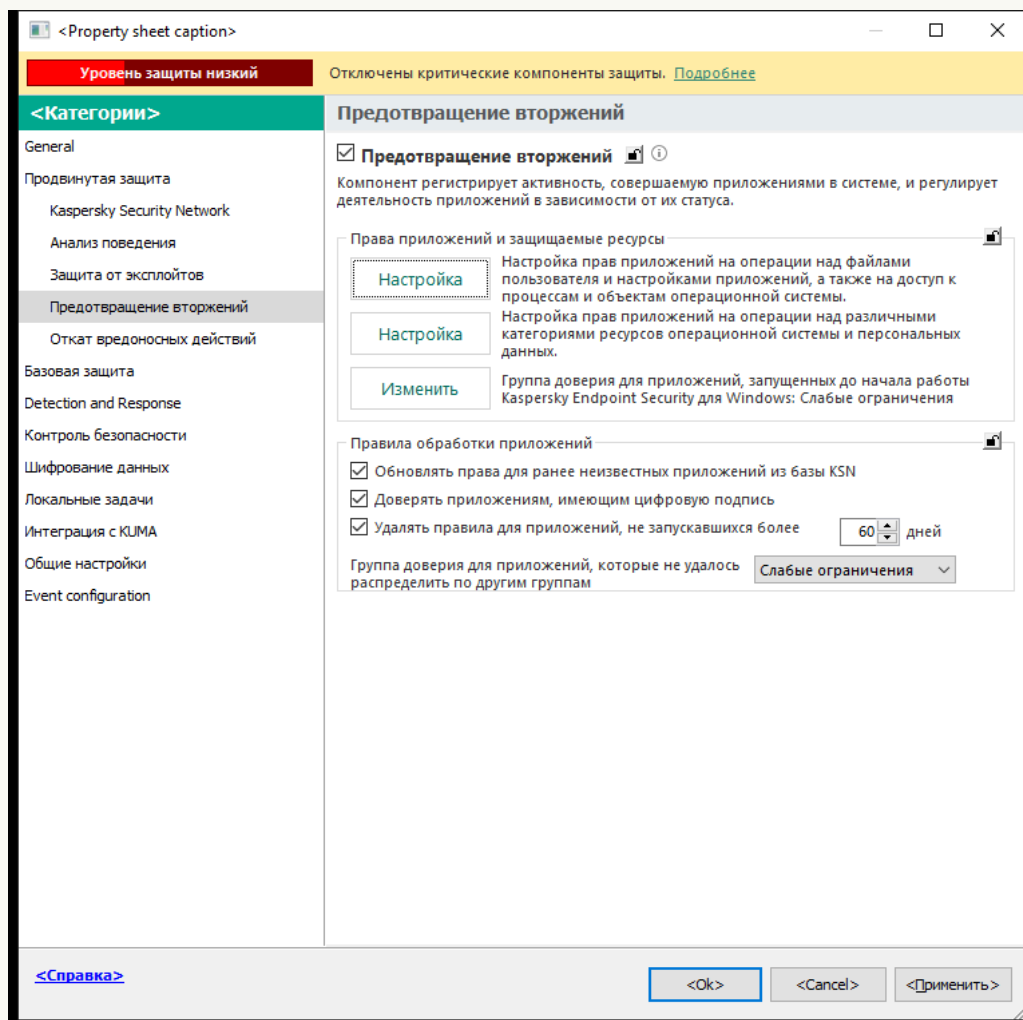 <Property sheet caption>
Уровень защиты низкий
Отключены критические компоненты защиты. Подробнее
<Категории>
General
Продвинутая защита
Kaspersky Security Network
Анализ поведения
Защита от эксплойтов
Предотвращение вторжений
Откат вредоносных действий
Базовая защита
Detection and Response
Контроль безопасности
Шифрование данных
Локальные задачи
Интеграция с KUMA
Общие настройки
Event configuration
Предотвращение вторжений
Предотвращение вторжений
Компонент регистрирует активность, совершаемую приложениями в системе, и регулирует
деятельность приложений в зависимости от их статуса.
Права приложений и защищаемые ресурсы
Настройка
Настройка прав приложений на операции над файлами
пользователя и настройками приложений, а также на доступ к
процессам и объектам операционной системы.
Настройка
Настройка прав приложений на операции над различными
категориями ресурсов операционной системы и персональных
данных.
Изменить
Группа доверия для приложений, запущенных до начала работы
Kaspersky Endpoint Security для Windows: Слабые ограничения
Правила обработки приложений
Обновлять права для ранее неизвестных приложений из базы KSN
Доверять приложениям, имеющим цифровую подпись
Удалять правила для приложений, не запускавшихся более 60 дней
Группа доверия для приложений, которые не удалось
распределить по другим группам
Слабые ограничения
<Справка>
<Ok>
<Cancel>
<Применить>